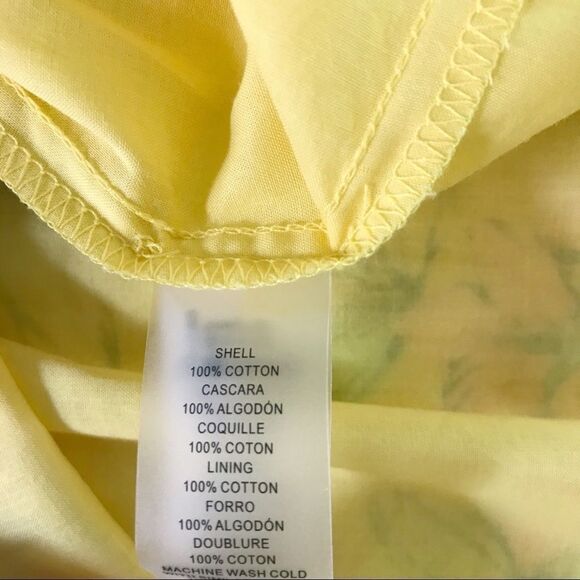 SHELL
100% COTTON
CASCARA
100% ALGODÓN
COQUILLE
100% COTON
LINING
100% COTTON
FORRO
100% ALGODÓN
DOUBLURE
100% COTON
MACHINE WASH COLD